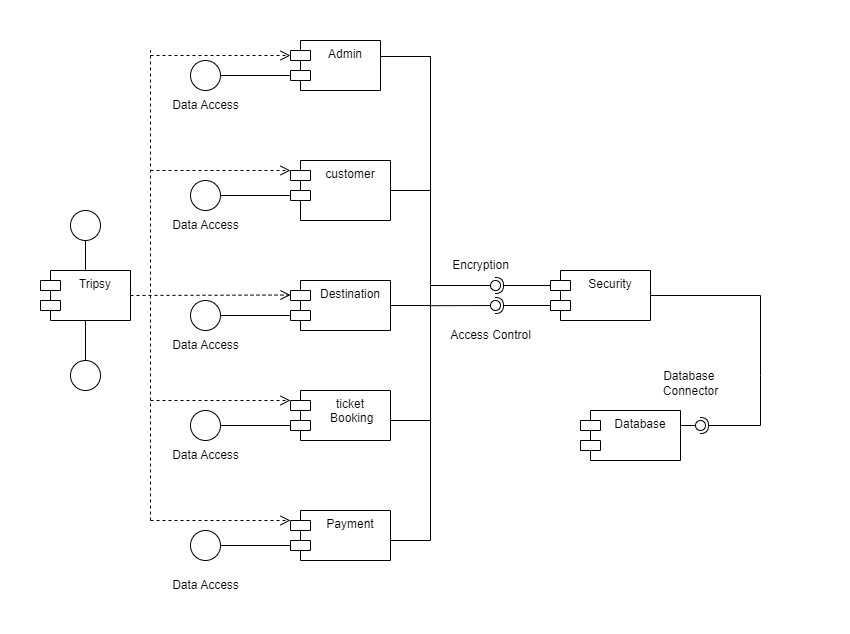 Admin
Data Access
customer
Data Access
Encryption
Tripsy
Destination
Security
Data Access
Access Control
Database
Connector
ticket
Booking
Database
Data Access
Payment
Data Access